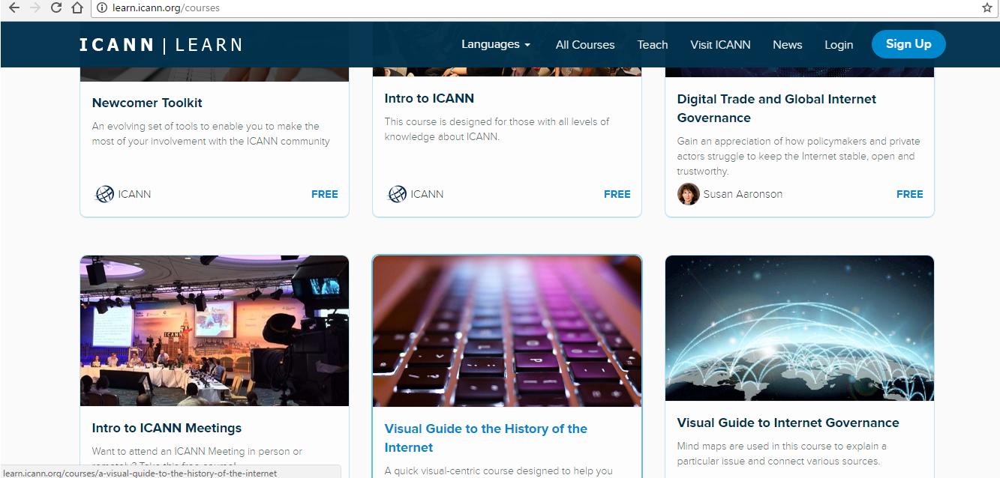 learn.icann.org/courses
ICANN | LEARN
Languages
All Courses
Teach
Visit ICANN
News
Login
Sign Up
Newcomer Toolkit
An evolving set of tools to enable you to make the
most of your involvement with the ICANN community
ICANN
FREE
Intro to ICANN
This course is designed for those with all levels of
knowledge about ICANN.
ICANN
FREE
Digital Trade and Global Internet
Governance
Gain an appreciation of how policymakers and private
actors struggle to keep the Internet stable, open and
trustworthy.
Susan Aaronson
FREE
ICANN
Intro to ICANN Meetings
Want to attend an ICANN Meeting in person or
Visual Guide to the History of the
Internet
A quick visual-centric course designed to help you
Visual Guide to Internet Governance
Mind maps are used in this course to explain a
particular issue and connect various sources.
learn.icann.org/courses/a-visual-guide-to-the-history-of-the-internet